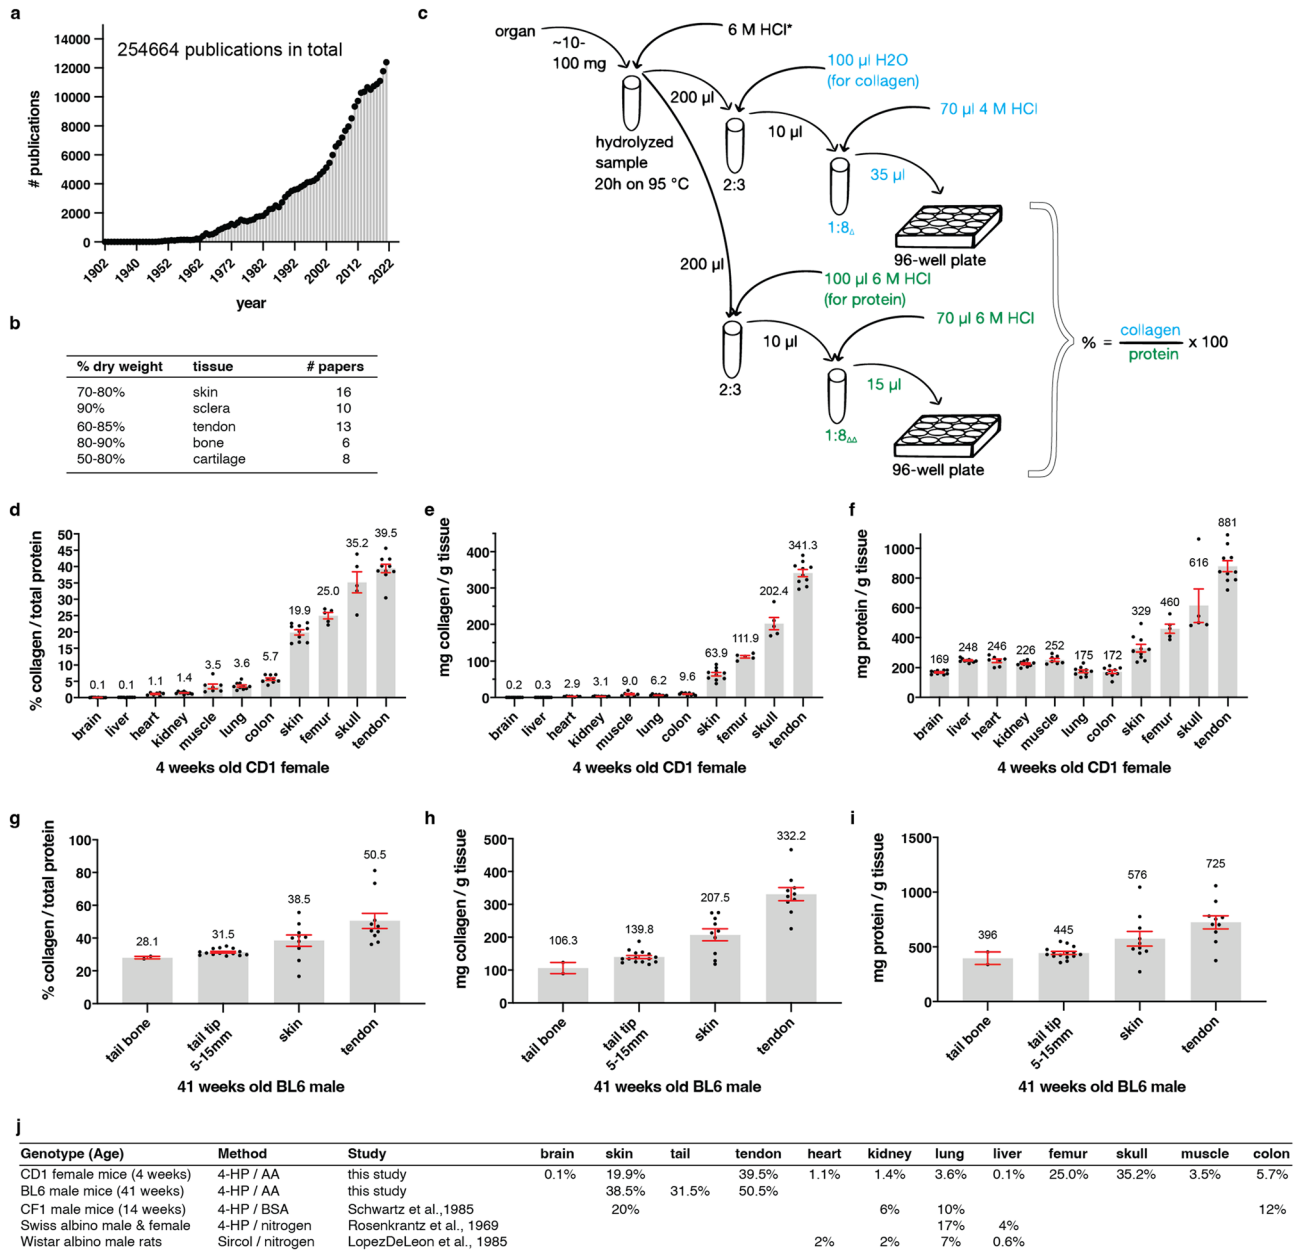 a
254664 publications in total
# publications
14000
12000
10000
8000
6000
4000
2000
0
1902 1940 1952 1962 1972 1982 1992 2002 2012 2022
year
b
% dry weight tissue # papers
70-80% skin 16
90% sclera 10
60-85% tendon 13
80-90% bone 6
50-80% cartilage 8
c
organ
~10-
100 mg
6 M HCl*
hydrolyzed
sample
20h on 95 °C
200 µl
100 µl H2O
(for collagen)
2:3
10 µl
70 µl 4 M HCl
1:8△
35 µl
96-well plate
200 µl
100 µl 6 M HCl
(for protein)
2:3
10 µl
70 µl 6 M HCl
1:8△△
15 µl
96-well plate
% = collagen / protein x 100
d
% collagen / total protein
50
45
40
35
30
25
20
15
10
5
0
0.1 0.1 1.1 1.4 3.5 3.6 5.7 19.9 25.0 35.2 39.5
brain liver heart kidney muscle lung colon skin femur skull tendon
4 weeks old CD1 female
e
mg collagen / g tissue
400
300
200
100
0
0.2 0.3 2.9 3.1 9.0 6.2 9.6 63.9 111.9 202.4 341.3
brain liver heart kidney muscle lung colon skin femur skull tendon
4 weeks old CD1 female
f
mg protein / g tissue
1000
800
600
400
200
0
169 248 246 226 252 175 172 329 460 616 881
brain liver heart kidney muscle lung colon skin femur skull tendon
4 weeks old CD1 female
g
% collagen / total protein
100
80
60
40
20
0
28.1 31.5 38.5 50.5
tail bone tail tip 5-15mm skin tendon
41 weeks old BL6 male
h
mg collagen / g tissue
500
400
300
200
100
0
106.3 139.8 207.5 332.2
tail bone tail tip 5-15mm skin tendon
41 weeks old BL6 male
i
mg protein / g tissue
1500
1000
500
0
396 445 576 725
tail bone tail tip 5-15mm skin tendon
41 weeks old BL6 male
j
Genotype (Age) Method Study brain skin tail tendon heart kidney lung liver femur skull muscle colon
CD1 female mice (4 weeks) 4-HP / AA this study 0.1% 19.9% 39.5% 1.1% 1.4% 3.6% 0.1% 25.0% 35.2% 3.5% 5.7%
BL6 male mice (41 weeks) 4-HP / AA this study 38.5% 31.5% 50.5%
CF1 male mice (14 weeks) 4-HP / BSA Schwartz et al.,1985 20% 6% 10% 12%
Swiss albino male & female 4-HP / nitrogen Rosenkrantz et al., 1969 17% 4%
Wistar albino male rats Sircol / nitrogen LopezDeLeon et al. 1985 2% 2% 7% 0.6%